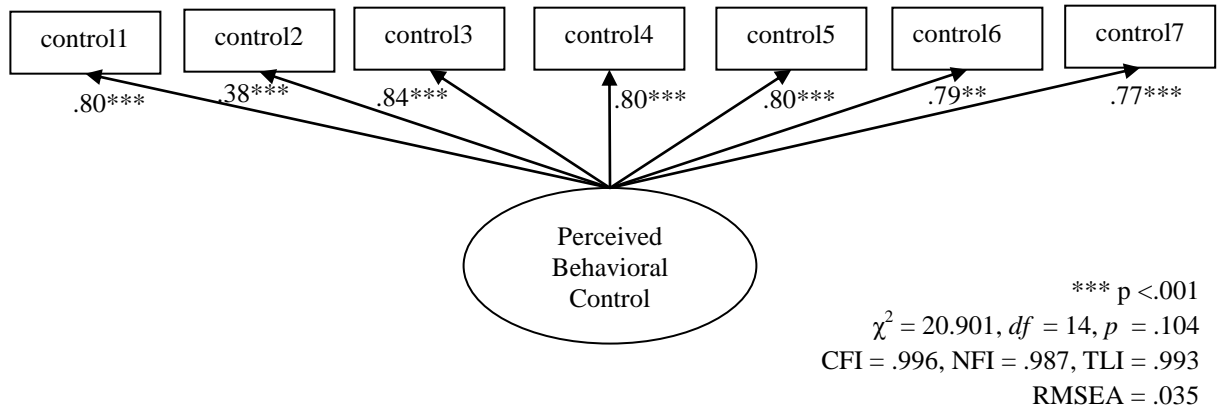 control1 control2 control3 control4 control5 control6 control7
.80*** .38*** .84*** .80*** .80*** .79** .77***
Perceived
Behavioral
Control
*** p <.001
χ² = 20.901, df = 14, p = .104
CFI = .996, NFI = .987, TLI = .993
RMSEA = .035